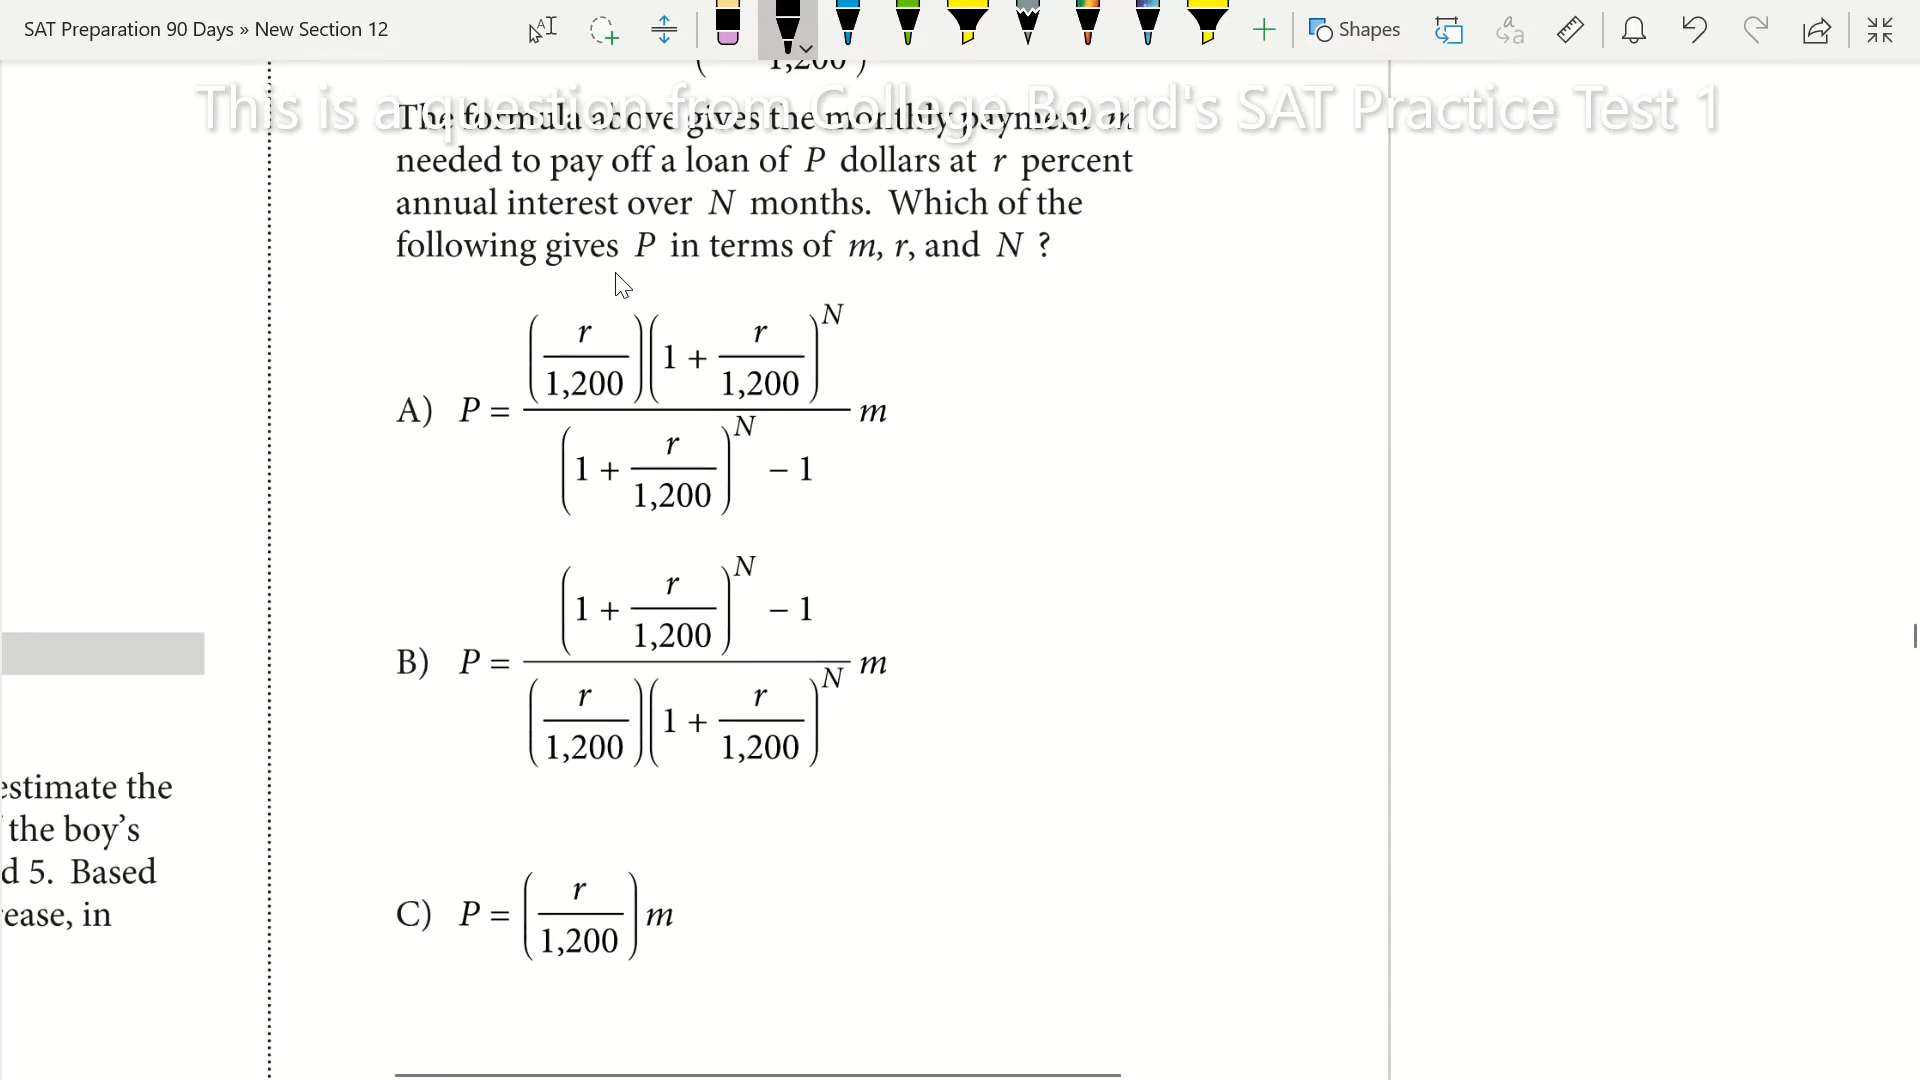 SAT Preparation 90 Days » New Section 12
Shapes
1,200
This is a question from Collage Board's SAT Practice Test 1
The formula above gives the monthly payment m
needed to pay off a loan of P dollars at r percent
annual interest over N months. Which of the
following gives P in terms of m, r, and N ?
A) P = ((r/1,200)(1 + r/1,200)^N) / ((1 + r/1,200)^N − 1) m
B) P = ((1 + r/1,200)^N − 1) / ((r/1,200)(1 + r/1,200)^N) m
C) P = (r/1,200) m
estimate the
the boy's
d 5. Based
ease, in